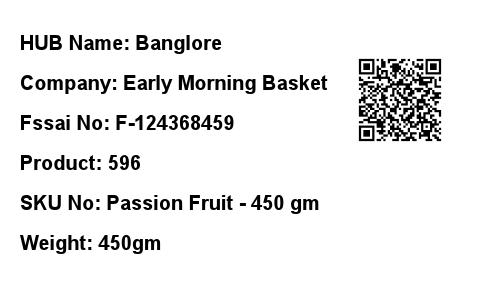 HUB Name: Banglore
Company: Early Morning Basket
Fssai No: F-124368459
Product: 596
SKU No: Passion Fruit - 450 gm
Weight: 450gm